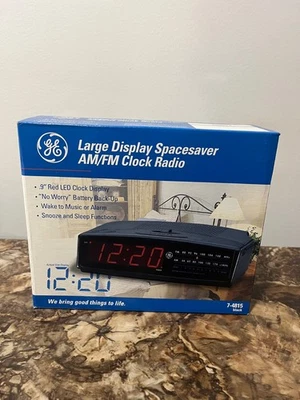 GE
Large Display Spacesaver
AM/FM Clock Radio
• .9" Red LED Clock Display
• "No Worry" Battery Back-Up
• Wake to Music or Alarm
• Snooze and Sleep Functions
12:20
12:20
We bring good things to life.
7-4815
black